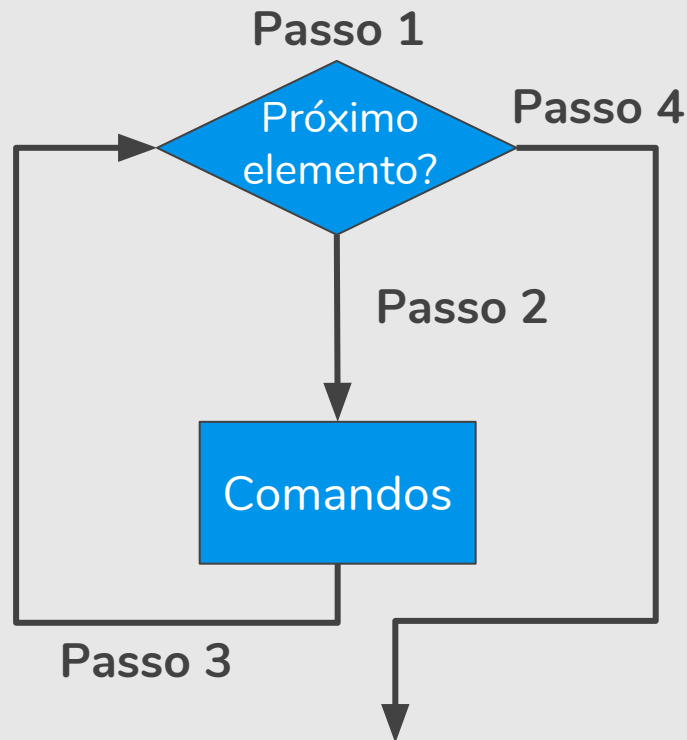 Passo 1
Próximo
elemento?
Passo 4
Passo 2
Comandos
Passo 3